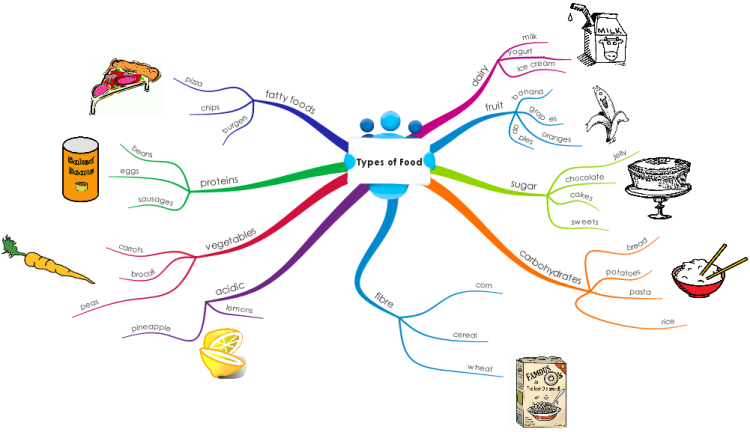 Types of Food
dairy
milk
yogurt
ice cream
MILK
fruit
banana
grap es
oranges
ap ples
sugar
jelly
chocolate
cakes
sweets
carbohydrates
bread
potatoes
pasta
rice
fibre
corn
cereal
wheat
FAMOUS
O's
acidic
lemons
pineapple
vegetables
carrots
brocoli
peas
proteins
beans
eggs
sausages
Baked
Beans
fatty foods
pizza
chips
burgers